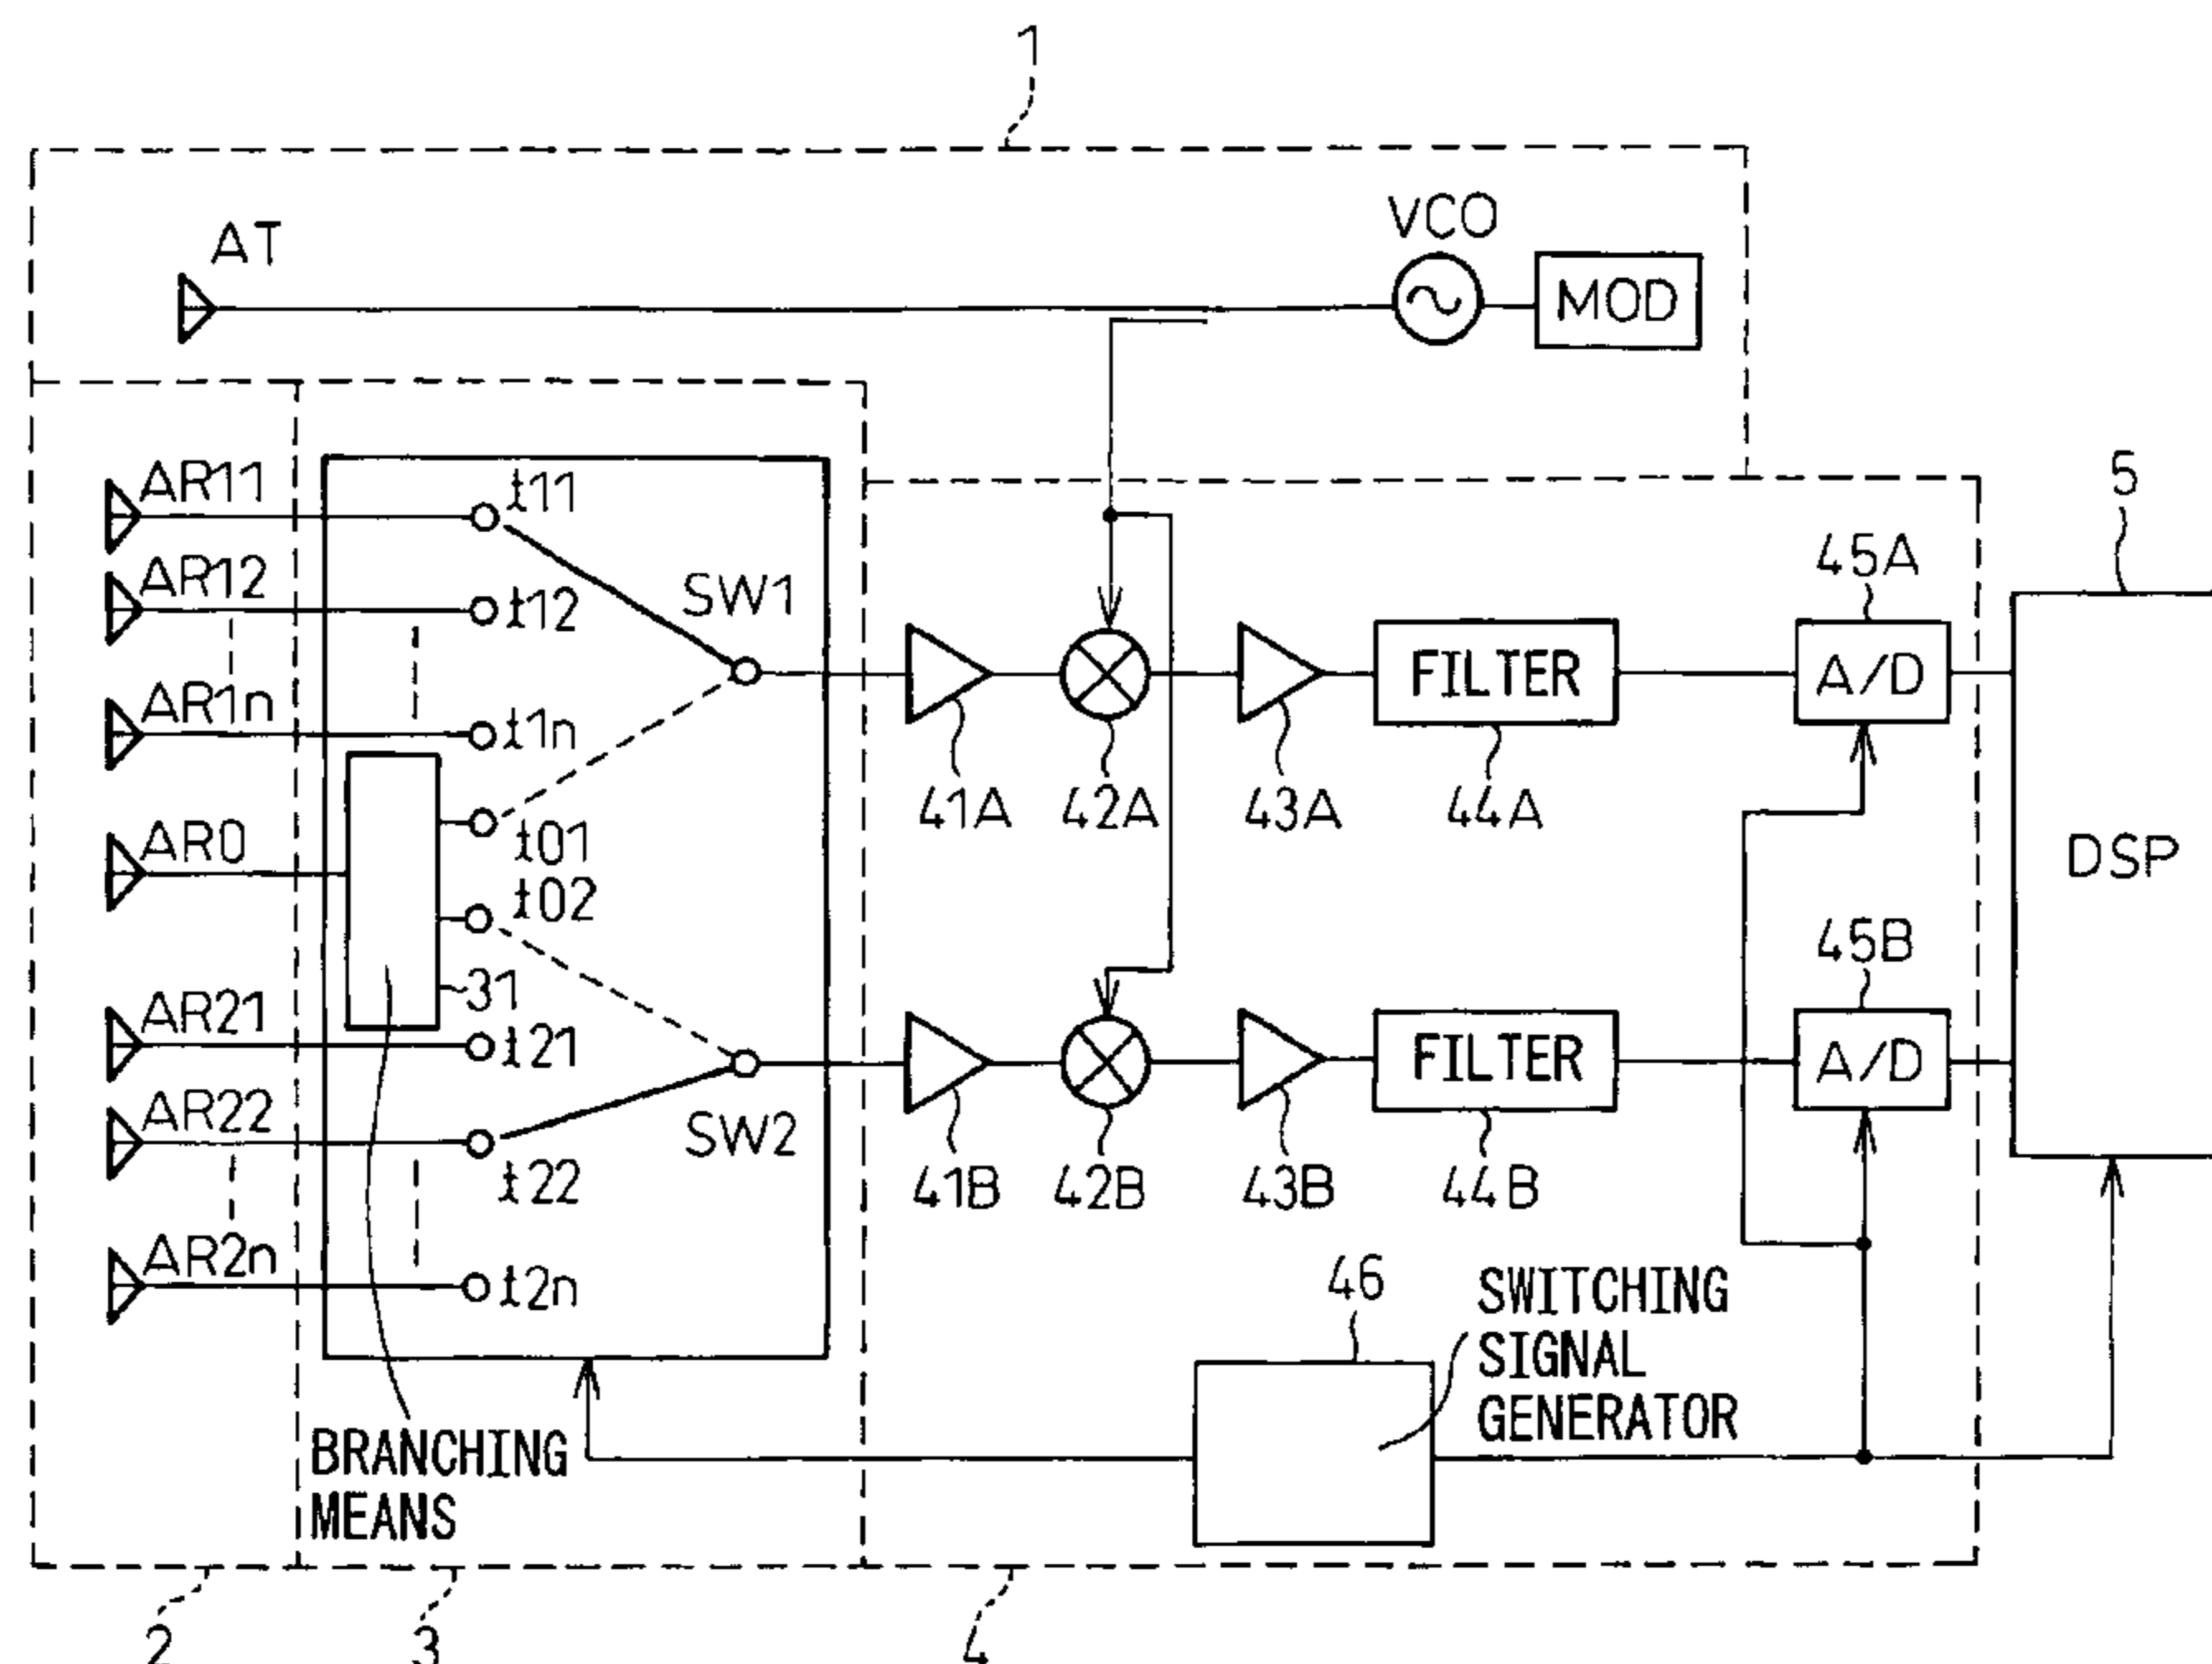 1
VCO
AT
MOD
AR11
t11
5
45A
AR12
t12
SW1
FILTER
A/D
AR1n
t1n
41A
42A
43A
44A
AR0
t01
DSP
t02
45B
31
AR21
t21
FILTER
A/D
AR22
SW2
t22
41B
42B
43B
44B
AR2n
t2n
46
SWITCHING
SIGNAL
GENERATOR
BRANCHING
MEANS
2
3
4